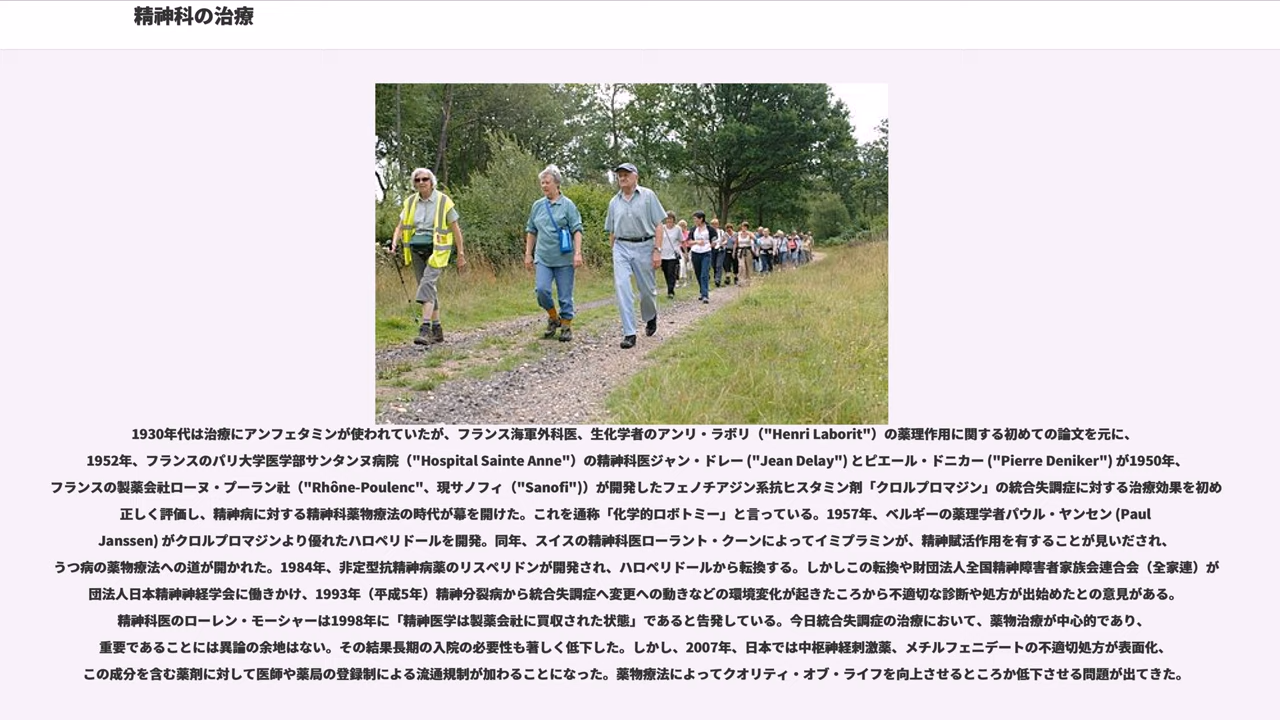 精神科の治療
1930年代は治療にアンフェタミンが使われていたが、フランス海軍外科医、生化学者のアンリ・ラボリ（"Henri Laborit"）の薬理作用に関する初めての論文を元に、
1952年、フランスのパリ大学医学部サンタンヌ病院（"Hospital Sainte Anne"）の精神科医ジャン・ドレー ("Jean Delay") とピエール・ドニカー ("Pierre Deniker") が1950年、
フランスの製薬会社ローヌ・プーラン社（"Rhône-Poulenc"、現サノフィ（"Sanofi"））が開発したフェノチアジン系抗ヒスタミン剤「クロルプロマジン」の統合失調症に対する治療効果を初め
正しく評価し、精神病に対する精神科薬物療法の時代が幕を開けた。これを通称「化学的ロボトミー」と言っている。1957年、ベルギーの薬理学者パウル・ヤンセン (Paul
Janssen) がクロルプロマジンより優れたハロペリドールを開発。同年、スイスの精神科医ローラント・クーンによってイミプラミンが、精神賦活作用を有することが見いだされ、
うつ病の薬物療法への道が開かれた。1984年、非定型抗精神病薬のリスペリドンが開発され、ハロペリドールから転換する。しかしこの転換や財団法人全国精神障害者家族会連合会（全家連）が
団法人日本精神神経学会に働きかけ、1993年（平成5年）精神分裂病から統合失調症へ変更への動きなどの環境変化が起きたころから不適切な診断や処方が出始めたとの意見がある。
精神科医のローレン・モーシャーは1998年に「精神医学は製薬会社に買収された状態」であると告発している。今日統合失調症の治療において、薬物治療が中心的であり、
重要であることには異論の余地はない。その結果長期の入院の必要性も著しく低下した。しかし、2007年、日本では中枢神経刺激薬、メチルフェニデートの不適切処方が表面化、
この成分を含む薬剤に対して医師や薬局の登録制による流通規制が加わることになった。薬物療法によってクオリティ・オブ・ライフを向上させるところか低下させる問題が出てきた。